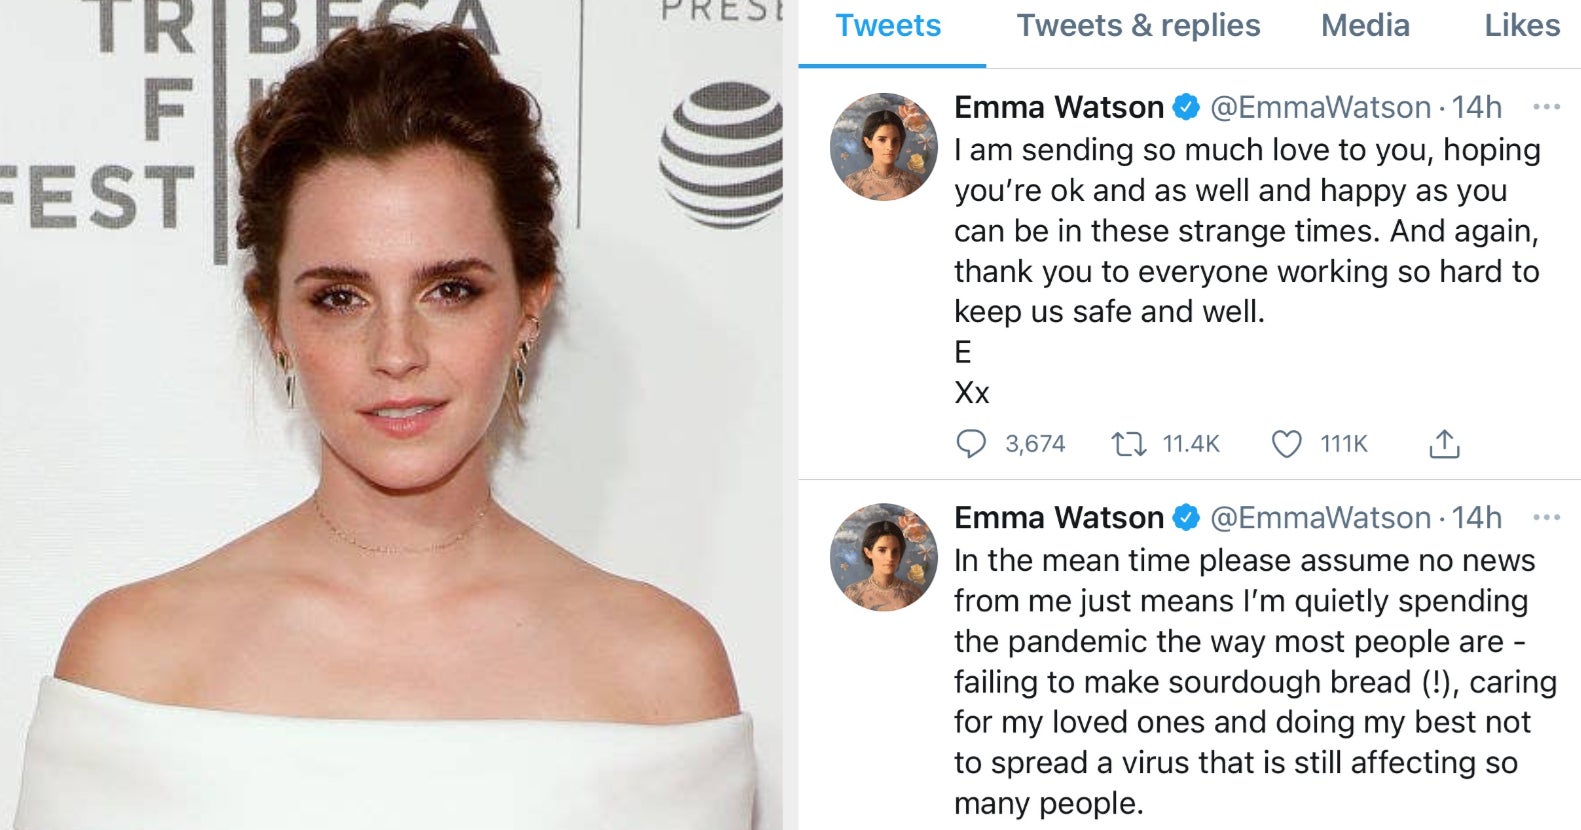 TRIBECA
FILM
FEST
PRESE
Tweets Tweets & replies Media Likes
Emma Watson @EmmaWatson · 14h
I am sending so much love to you, hoping
you're ok and as well and happy as you
can be in these strange times. And again,
thank you to everyone working so hard to
keep us safe and well.
E
Xx
3,674 11.4K 111K
Emma Watson @EmmaWatson · 14h
In the mean time please assume no news
from me just means I'm quietly spending
the pandemic the way most people are -
failing to make sourdough bread (!), caring
for my loved ones and doing my best not
to spread a virus that is still affecting so
many people.